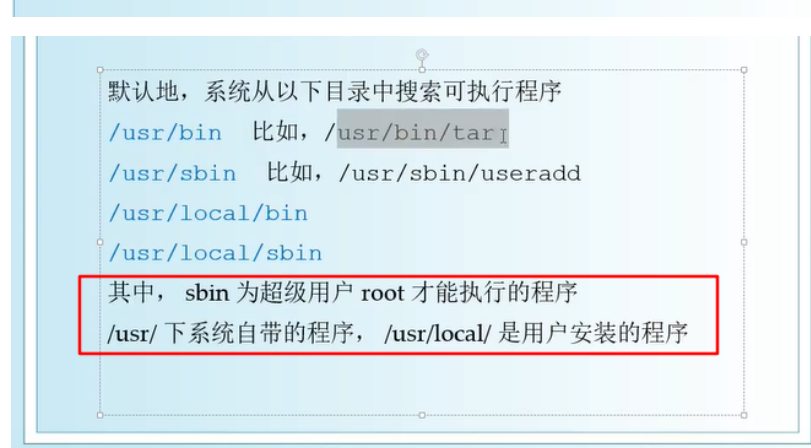 默认地，系统从以下目录中搜索可执行程序
/usr/bin 比如，/usr/bin/tar
/usr/sbin 比如，/usr/sbin/useradd
/usr/local/bin
/usr/local/sbin
其中， sbin 为超级用户 root 才能执行的程序
/usr/ 下系统自带的程序， /usr/local/ 是用户安装的程序